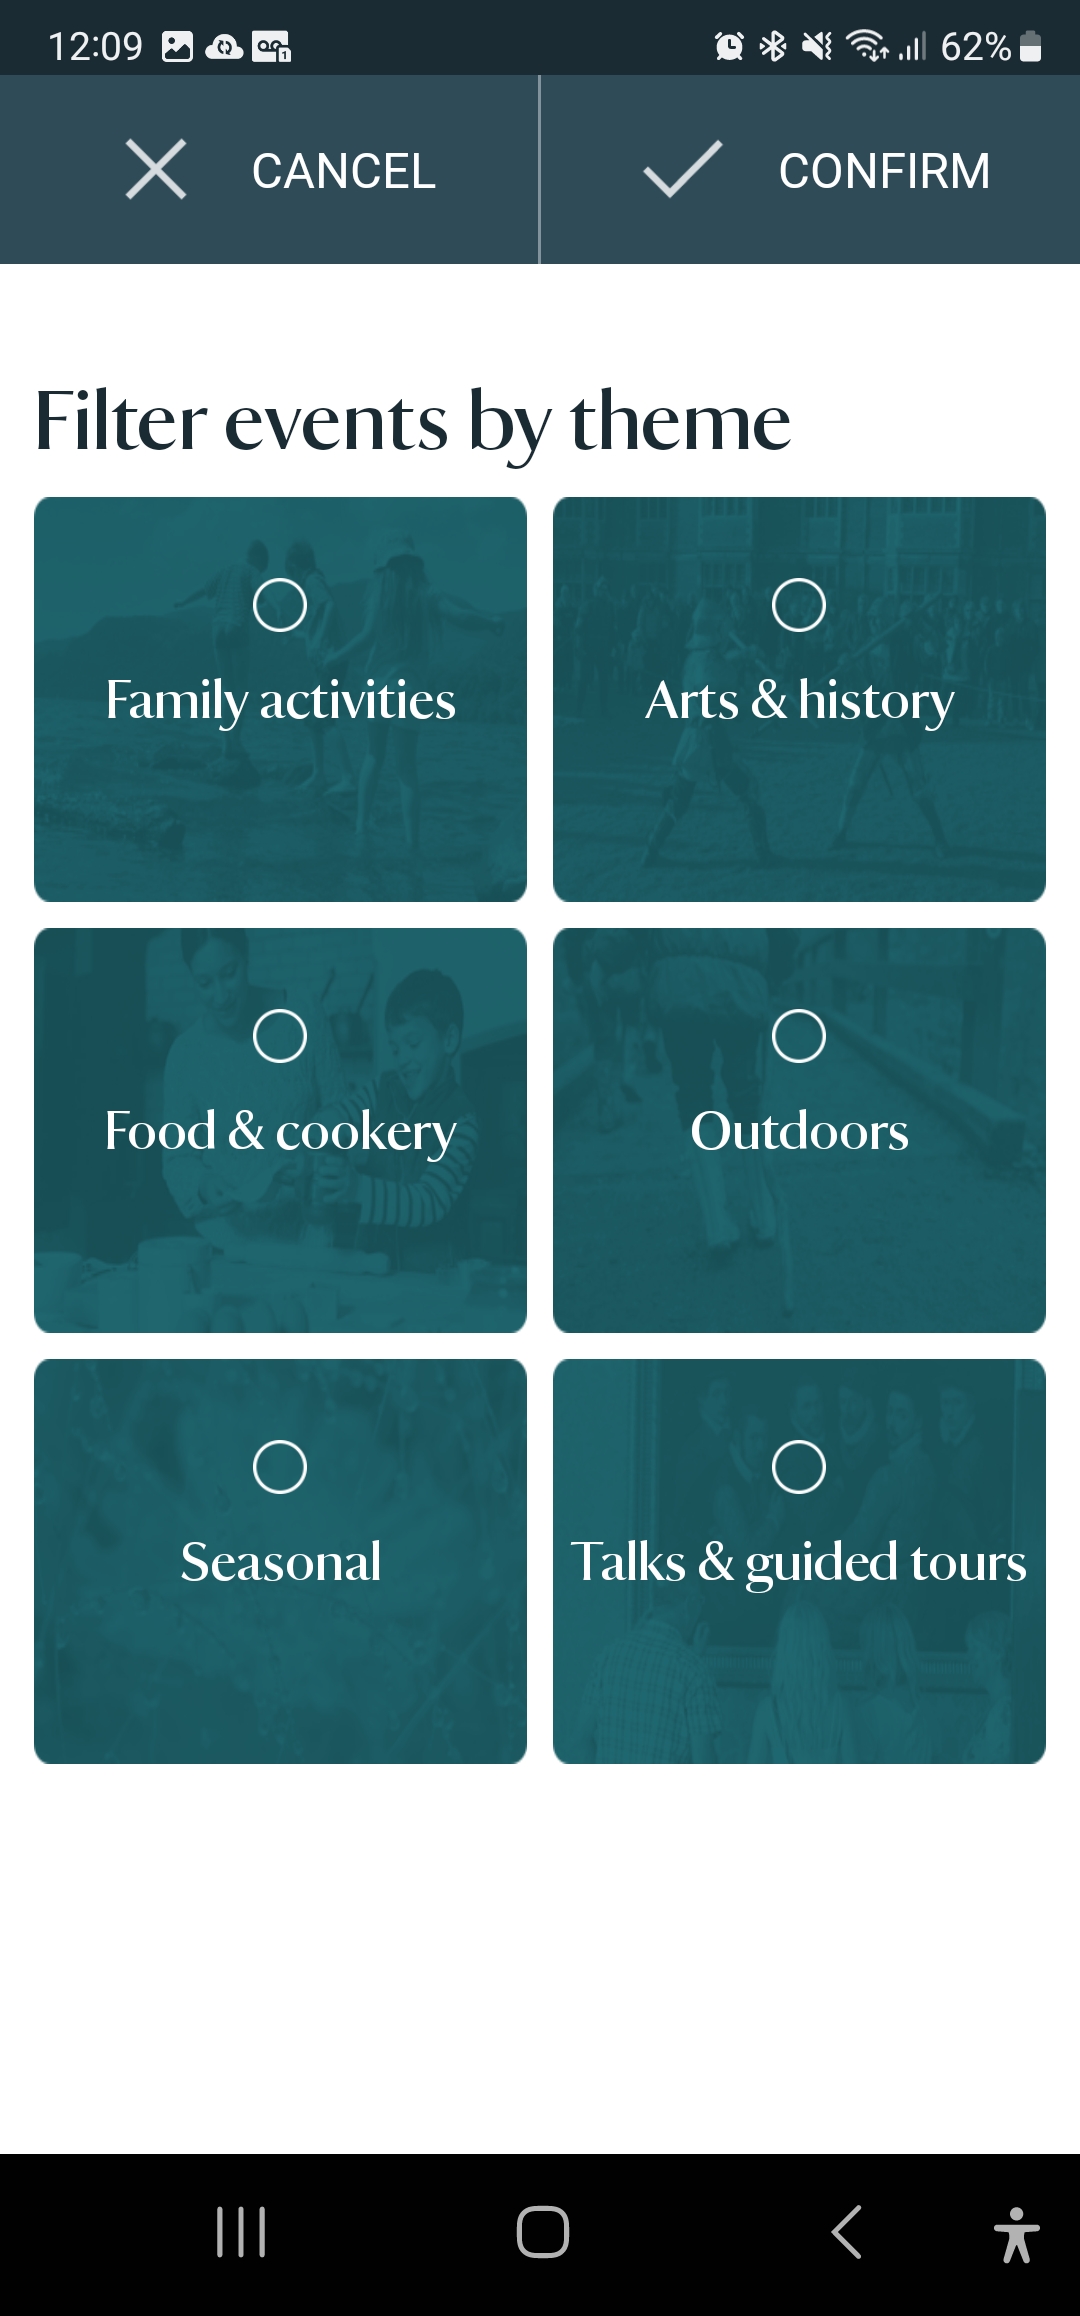 12:09
62%
CANCEL
CONFIRM
Filter events by theme
Family activities
Arts & history
Food & cookery
Outdoors
Seasonal
Talks & guided tours